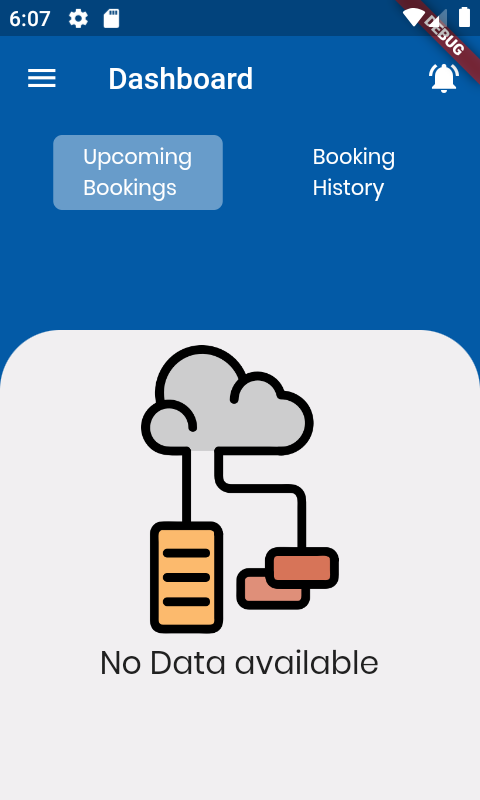 6:07
DEBUG
Dashboard
Upcoming
Bookings
Booking
History
No Data available